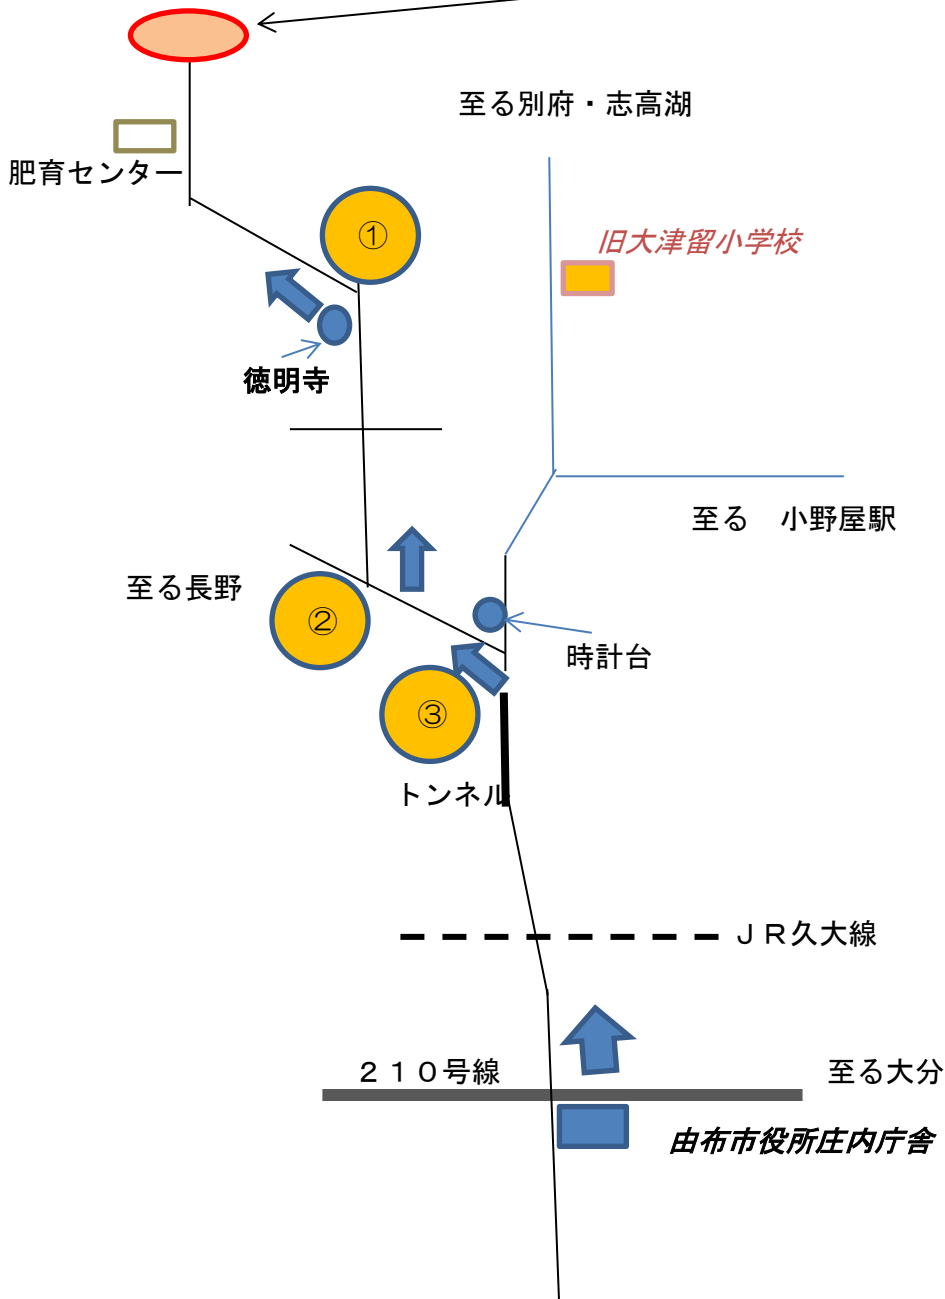 至る別府・志高湖
肥育センター
①
旧大津留小学校
徳明寺
至る　小野屋駅
至る長野
②
時計台
③
トンネル
ＪＲ久大線
２１０号線
至る大分
由布市役所庄内庁舎